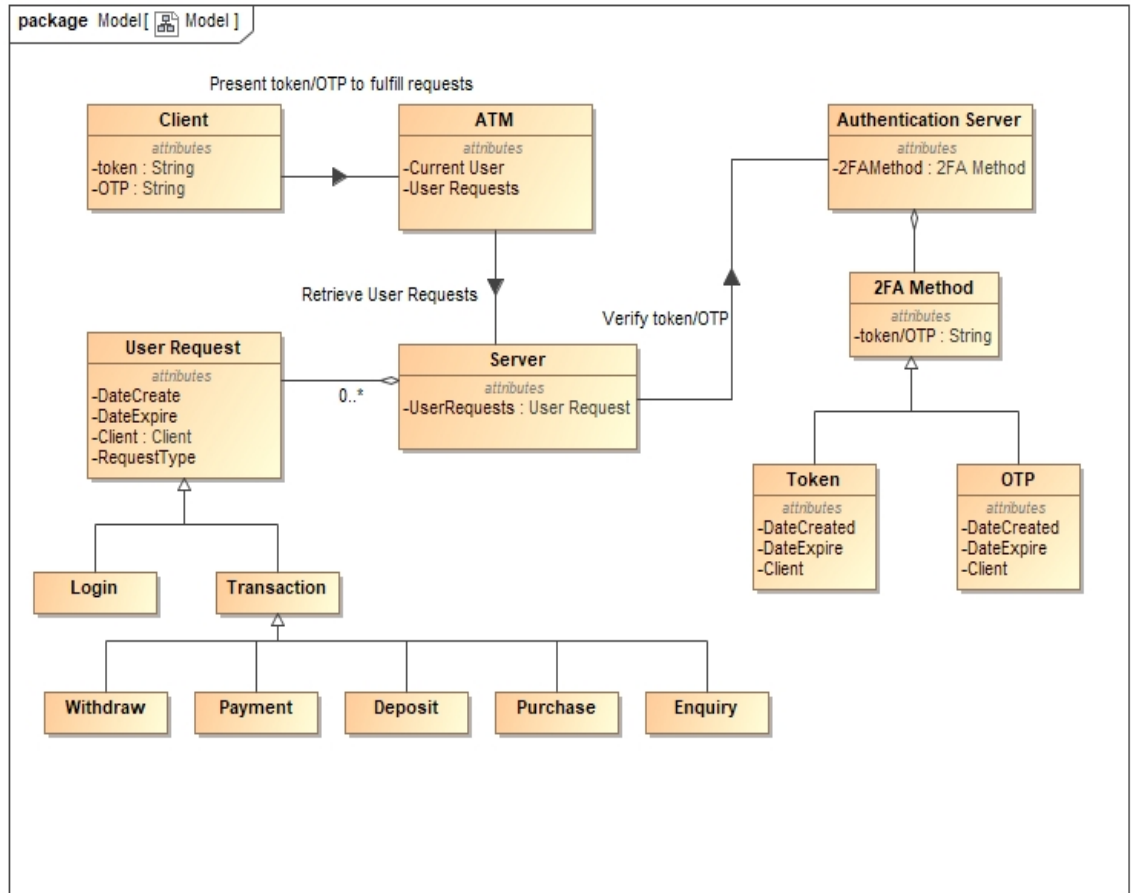 package Model[ Model ]
Present token/OTP to fulfill requests
Client
attributes
-token : String
-OTP : String
ATM
attributes
-Current User
-User Requests
Authentication Server
attributes
-2FAMethod : 2FA Method
Retrieve User Requests
Verify token/OTP
2FA Method
attributes
-token/OTP : String
User Request
attributes
-DateCreate
-DateExpire
-Client : Client
-RequestType
0..*
Server
attributes
-UserRequests : User Request
Token
attributes
-DateCreated
-DateExpire
-Client
OTP
attributes
-DateCreated
-DateExpire
-Client
Login
Transaction
Withdraw
Payment
Deposit
Purchase
Enquiry